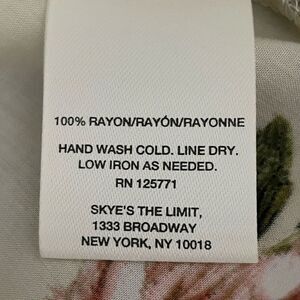 100% RAYON/RAYÓN/RAYONNE
HAND WASH COLD. LINE DRY.
LOW IRON AS NEEDED.
RN 125771
SKYE'S THE LIMIT,
1333 BROADWAY
NEW YORK, NY 10018